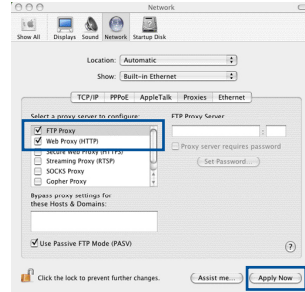 Network
Show All Displays Sound Network Startup Disk
Location: Automatic
Show: Built-in Ethernet
TCP/IP PPPoE AppleTalk Proxies Ethernet
Select a proxy server to configure:
FTP Proxy Server
FTP Proxy
Web Proxy (HTTP)
Secure Web Proxy (HTTPS)
Streaming Proxy (RTSP)
SOCKS Proxy
Gopher Proxy
:
Proxy server requires password
Set Password...
Bypass proxy settings for
these Hosts & Domains:
Use Passive FTP Mode (PASV)
?
Click the lock to prevent further changes.
Assist me...
Apply Now